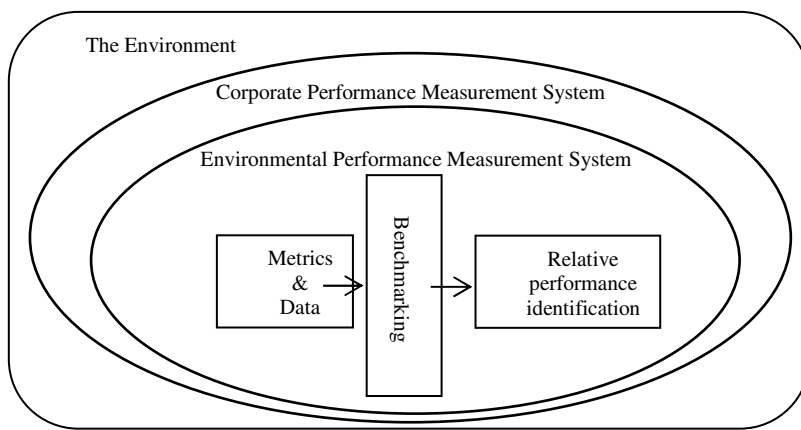 The Environment
Corporate Performance Measurement System
Environmental Performance Measurement System
Metrics
&
Data
Benchmarking
Relative
performance
identification